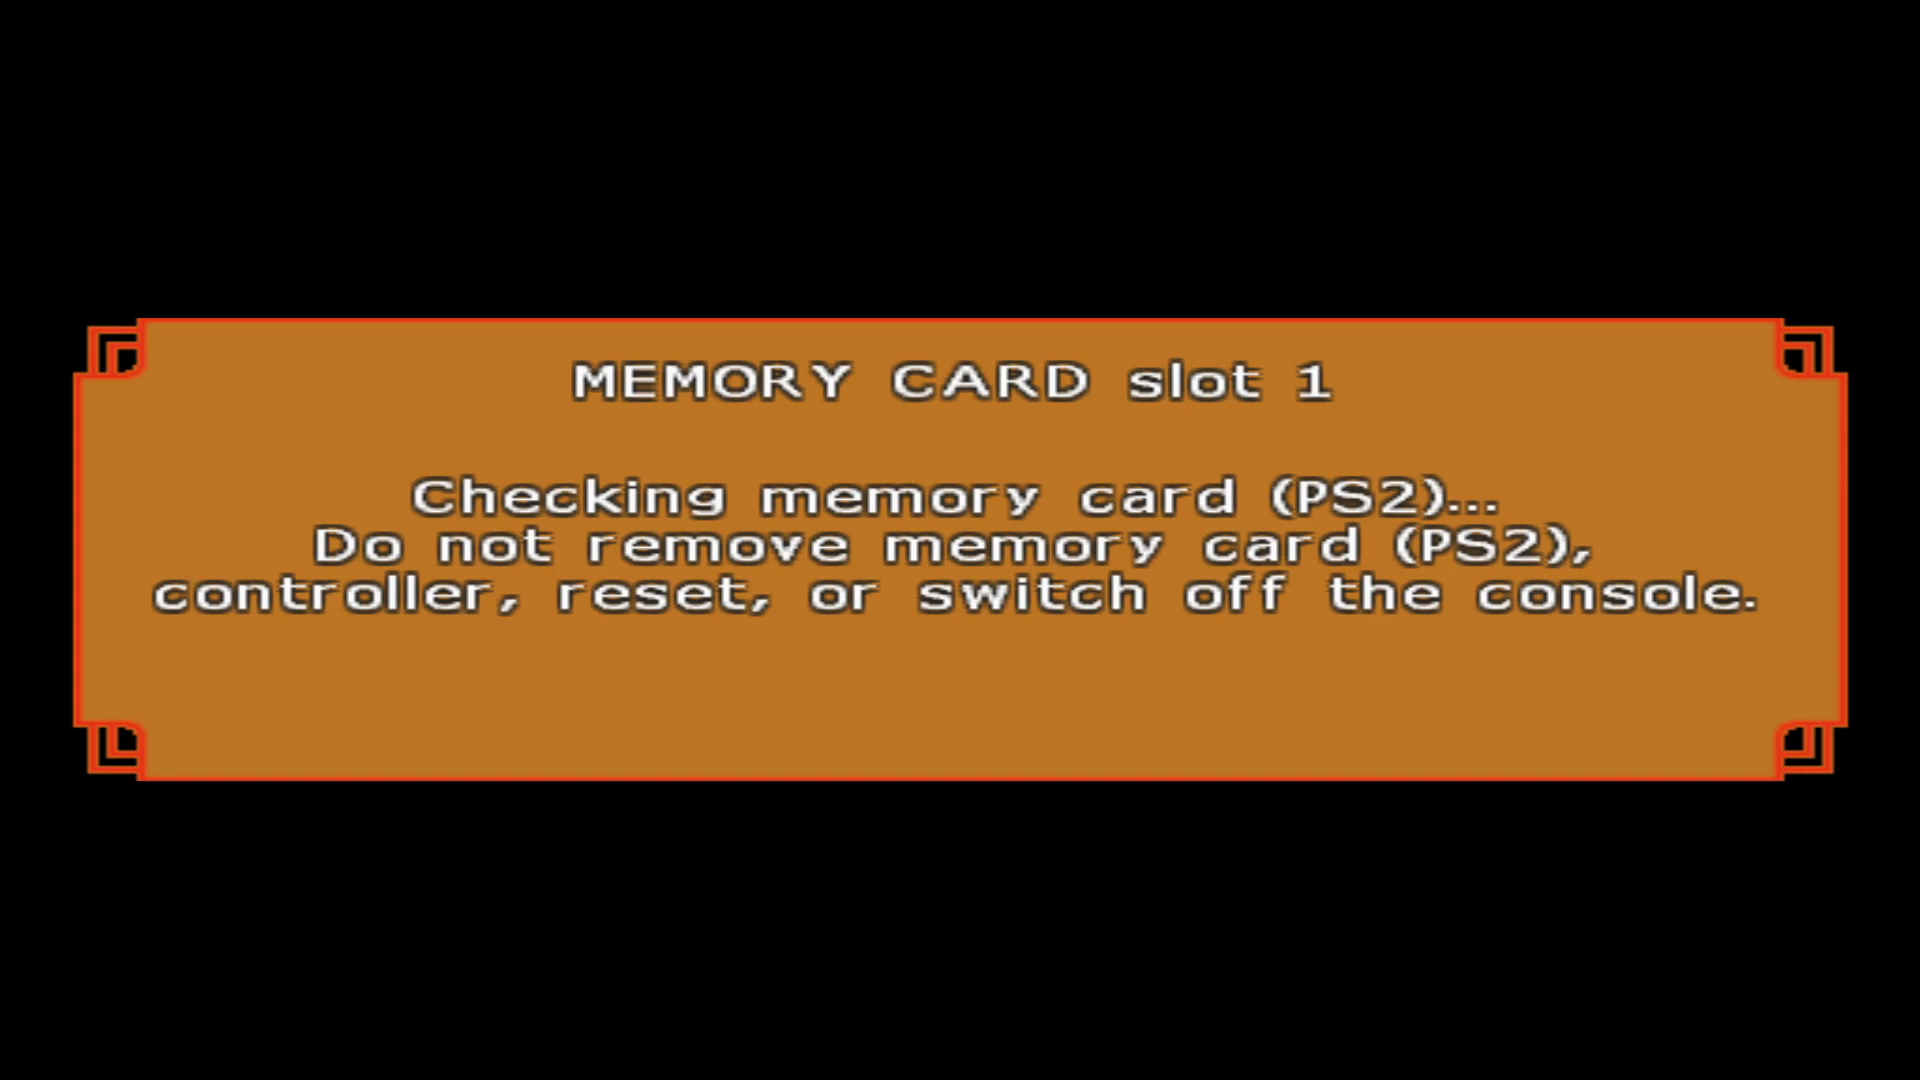 MEMORY CARD slot 1
Checking memory card (PS2)...
Do not remove memory card (PS2),
controller, reset, or switch off the console.